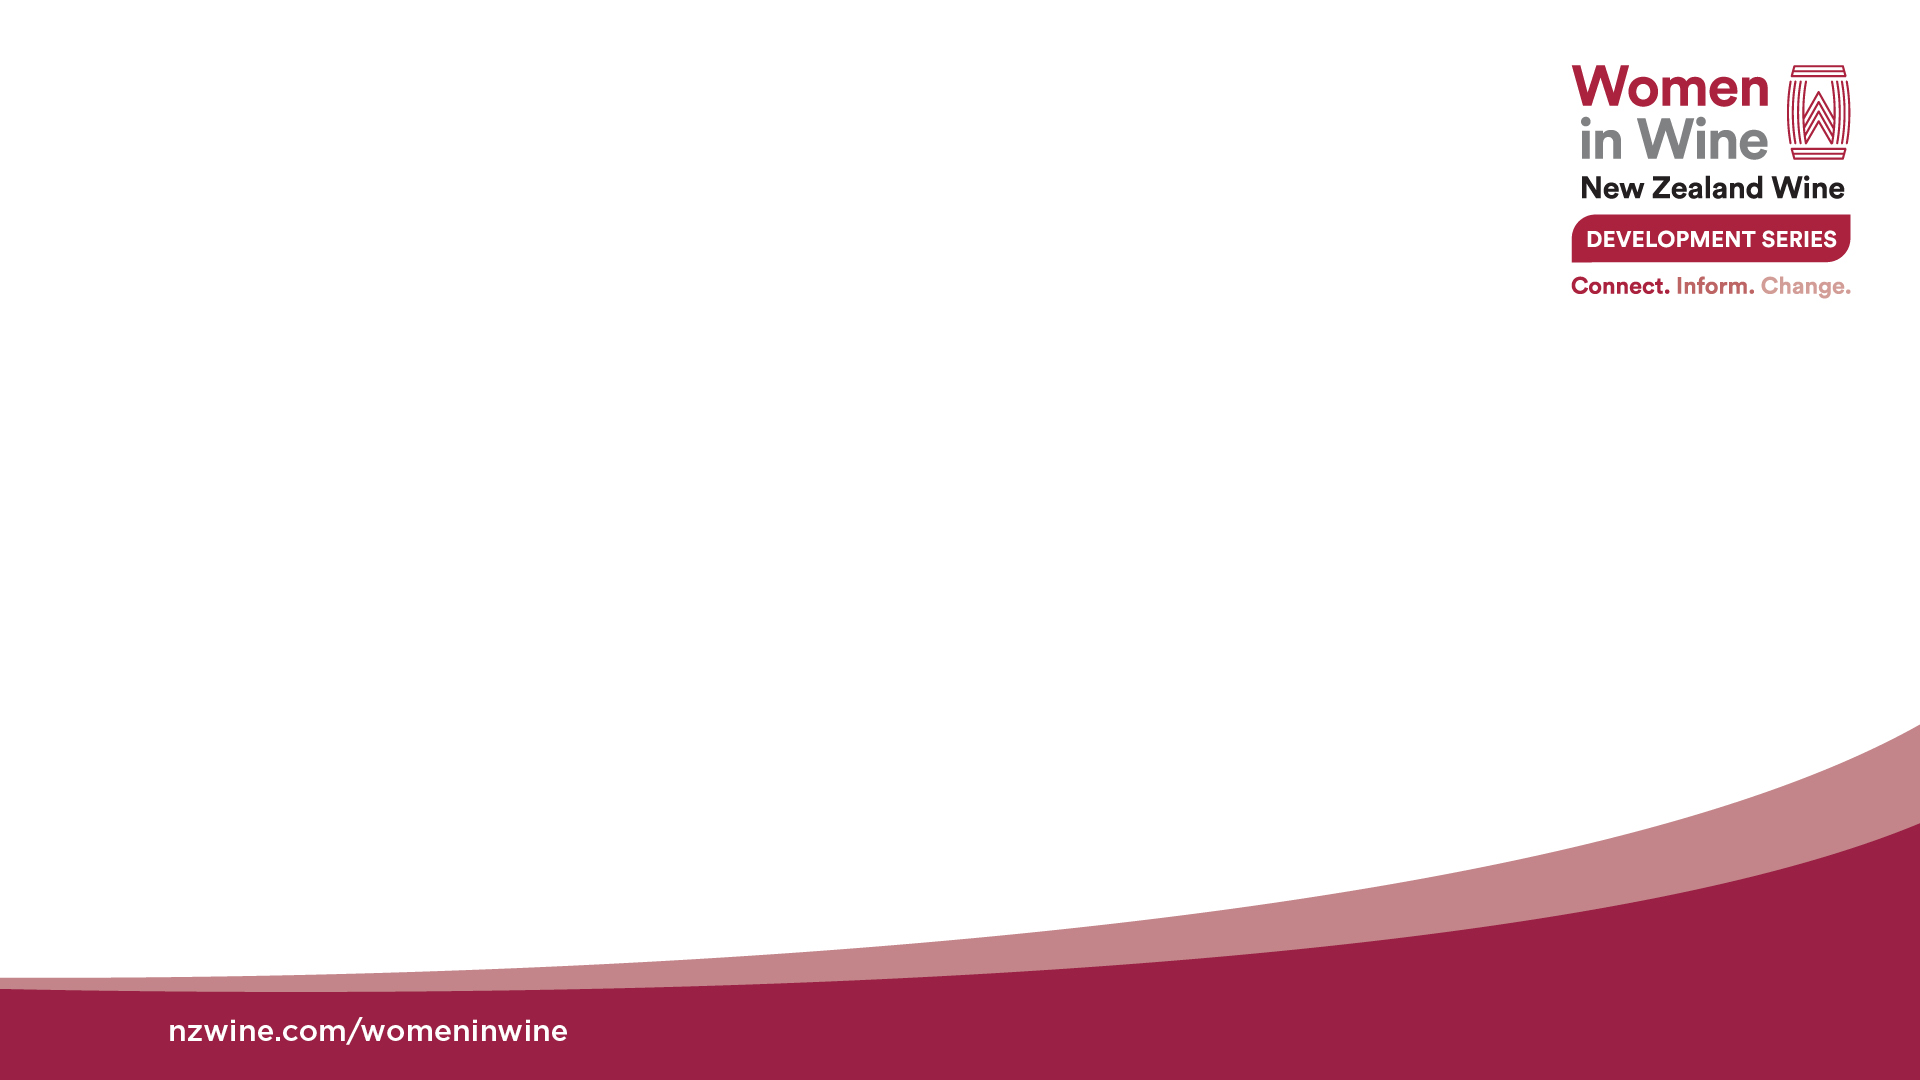 Women
in Wine
New Zealand Wine
DEVELOPMENT SERIES
Connect. Inform. Change.
nzwine.com/womeninwine